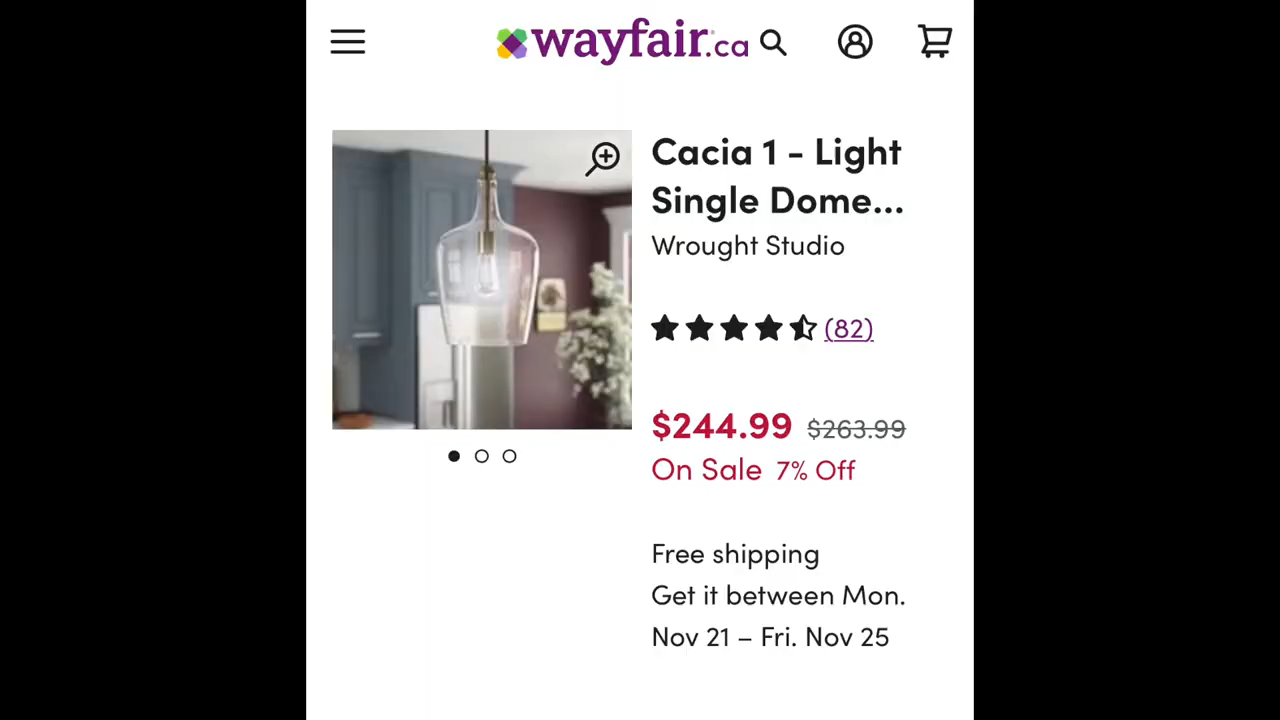 wayfair.ca
Cacia 1 - Light
Single Dome...
Wrought Studio
(82)
$244.99 $263.99
On Sale 7% Off
Free shipping
Get it between Mon.
Nov 21 – Fri. Nov 25